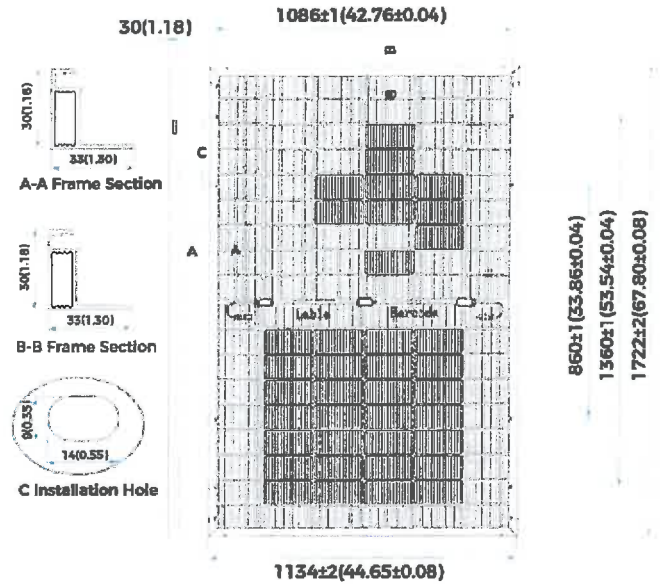 1086±1(42.76±0.04)
30(1.18)
B
B
30(1.18)
33(1.30)
A-A Frame Section
C
A
A
30(1.18)
33(1.30)
B-B Frame Section
Lable
Barcode
9(0.35)
14(0.55)
C Installation Hole
860±1(33.86±0.04)
1360±1(53.54±0.04)
1722±2(67.80±0.08)
1134±2(44.65±0.08)